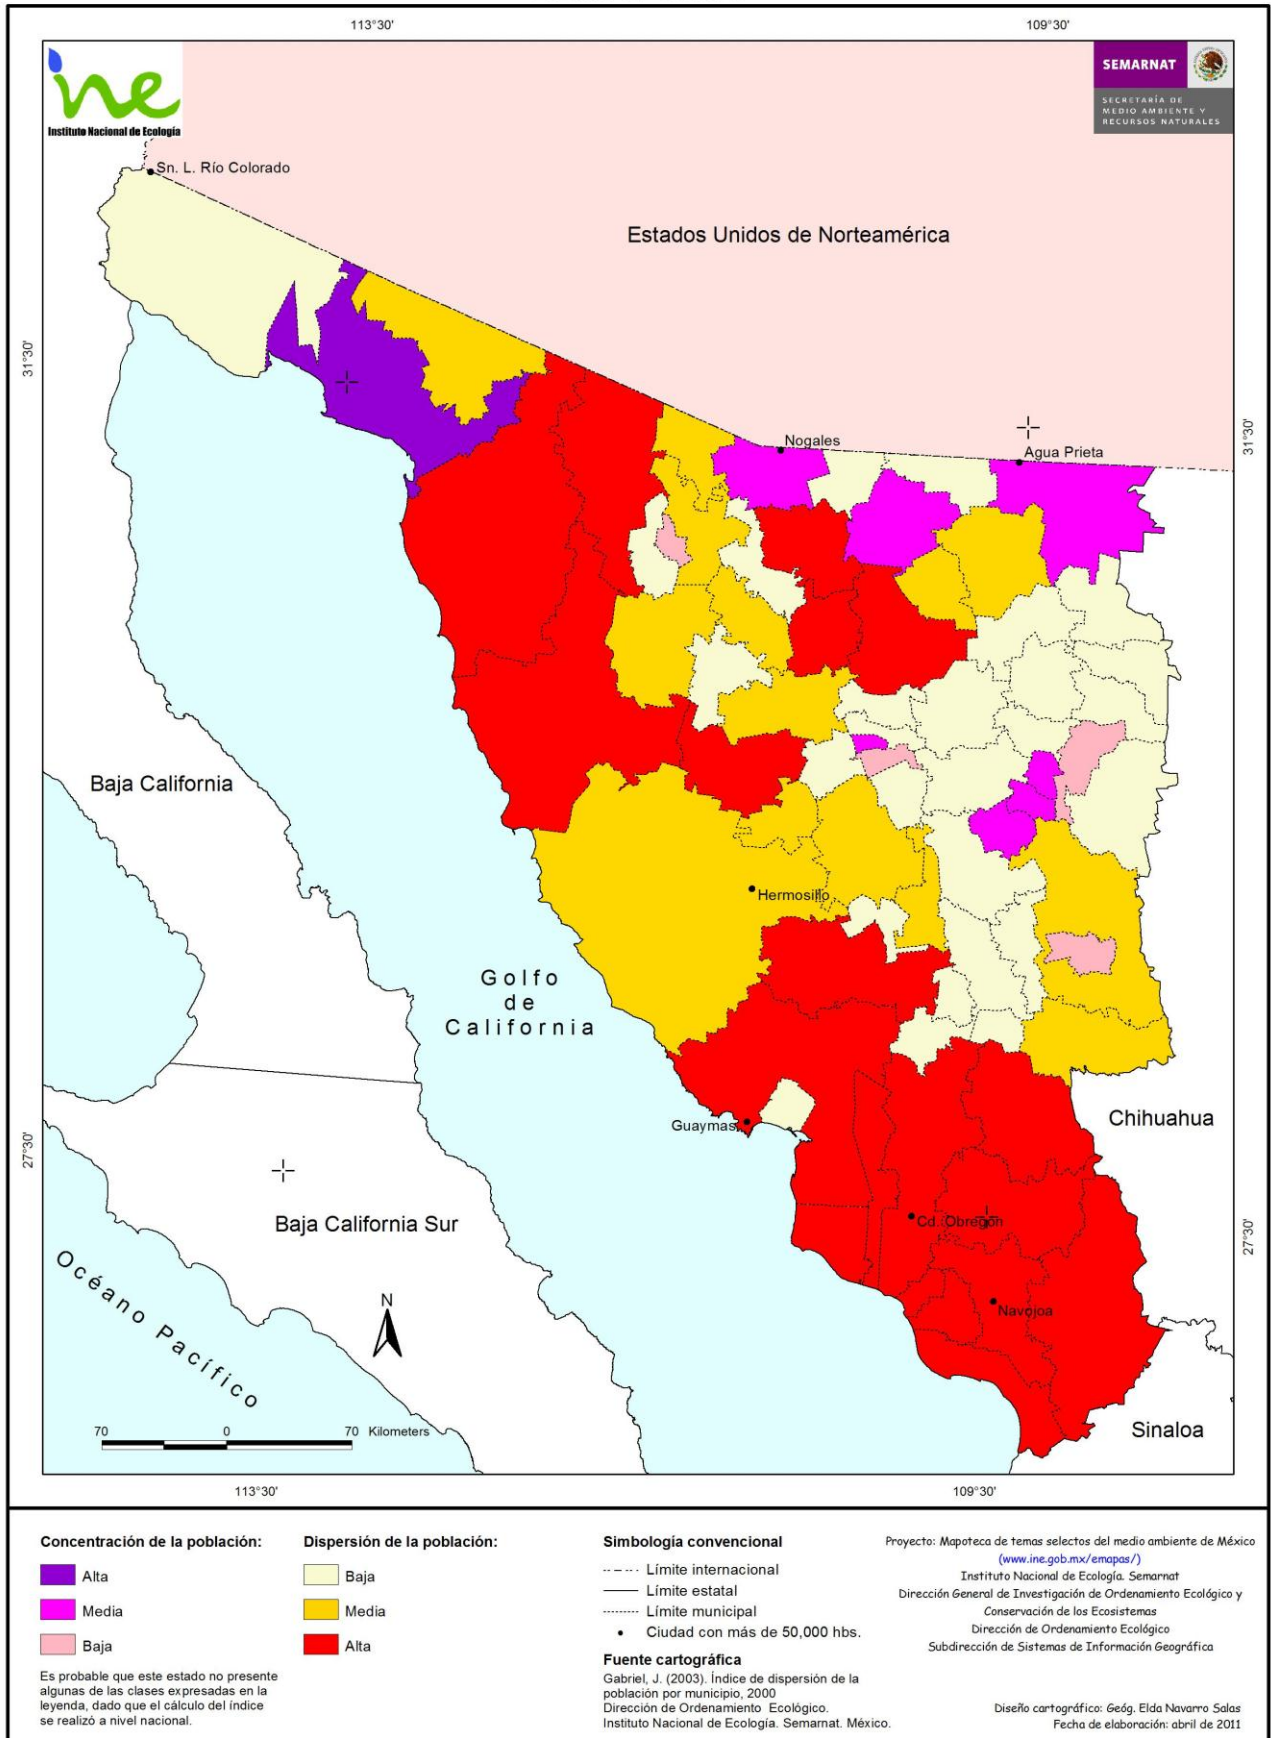 113°30'
109°30'
ine
Instituto Nacional de Ecología
SEMARNAT
SECRETARÍA DE
MEDIO AMBIENTE Y
RECURSOS NATURALES
Sn. L. Río Colorado
Estados Unidos de Norteamérica
31°30'
31°30'
Nogales
Agua Prieta
Baja California
Hermosillo
Golfo
de
California
Guaymas
Chihuahua
27°30'
27°30'
Baja California Sur
Cd. Obregón
Océano Pacífico
N
Navojoa
Sinaloa
70 0 70 Kilometers
113°30'
109°30'
Concentración de la población:
Alta
Media
Baja
Es probable que este estado no presente
algunas de las clases expresadas en la
leyenda, dado que el cálculo del índice
se realizó a nivel nacional.
Dispersión de la población:
Baja
Media
Alta
Simbología convencional
Límite internacional
Límite estatal
Límite municipal
Ciudad con más de 50,000 hbs.
Fuente cartográfica
Gabriel, J. (2003). Índice de dispersión de la
población por municipio, 2000
Dirección de Ordenamiento Ecológico.
Instituto Nacional de Ecología. Semarnat. México.
Proyecto: Mapoteca de temas selectos del medio ambiente de México
(www.ine.gob.mx/emapas/)
Instituto Nacional de Ecología. Semarnat
Dirección General de Investigación de Ordenamiento Ecológico y
Conservación de los Ecosistemas
Dirección de Ordenamiento Ecológico
Subdirección de Sistemas de Información Geográfica
Diseño cartográfico: Geóg. Elda Navarro Salas
Fecha de elaboración: abril de 2011